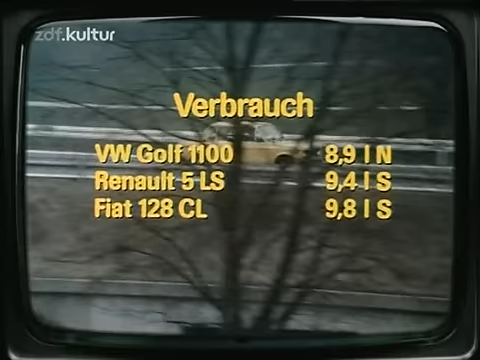 zdf.kultur
Verbrauch
VW Golf 1100 8,9 l N
Renault 5 LS 9,4 l S
Fiat 128 CL 9,8 l S